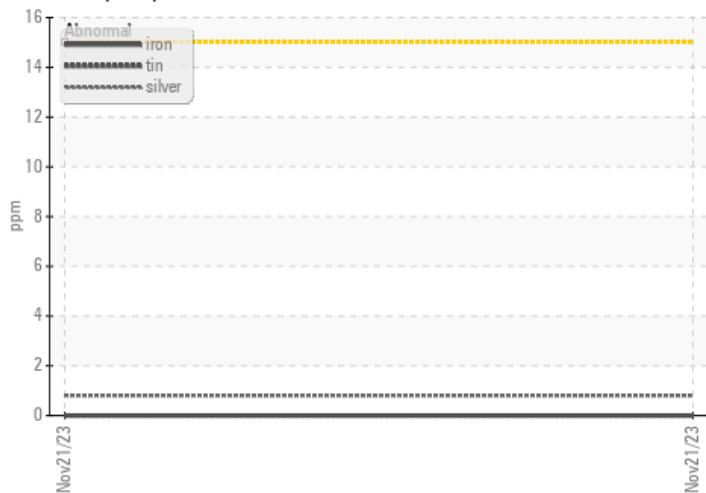 16
Abnormal
iron
tin
silver
14
12
10
8
6
4
2
0
ppm
Nov21/23
Nov21/23